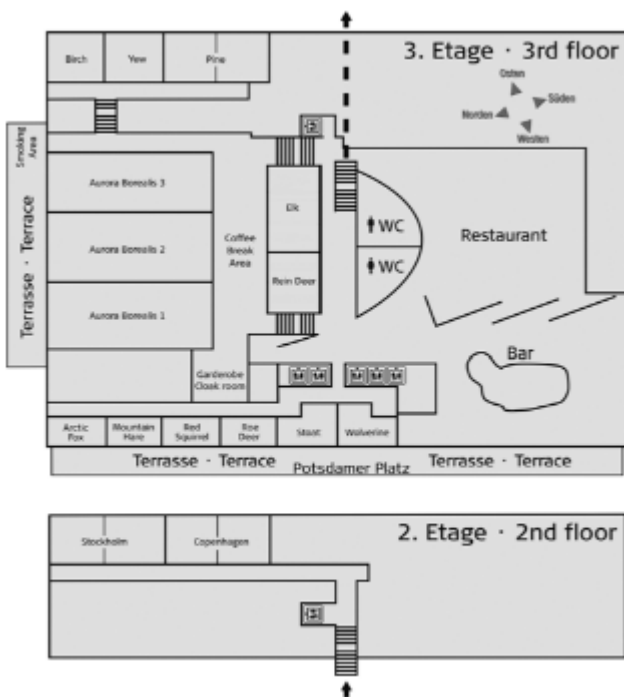 3. Etage · 3rd floor
Birch
Yew
Pine
Osten
Süden
Norden
Westen
Smoking
Area
Terrasse · Terrace
Aurora Borealis 3
Aurora Borealis 2
Aurora Borealis 1
Coffee
Break
Area
Elk
Rein Deer
WC
WC
Restaurant
Bar
Garderobe
Cloak room
Arctic
Fox
Mountain
Hare
Red
Squirrel
Roe
Deer
Stoat
Wolverine
Terrasse · Terrace
Potsdamer Platz
Terrasse · Terrace
2. Etage · 2nd floor
Stockholm
Copenhagen